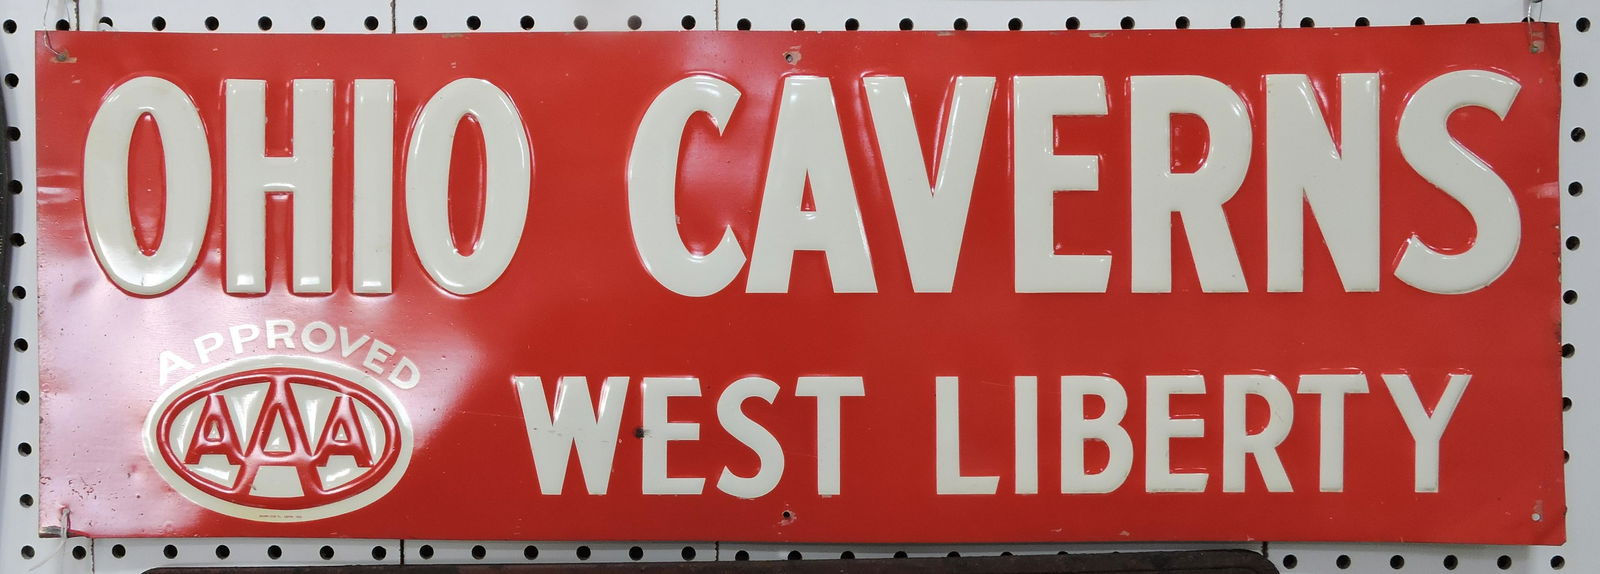 OHIO CAVERNS
APPROVED
AAA
WEST LIBERTY